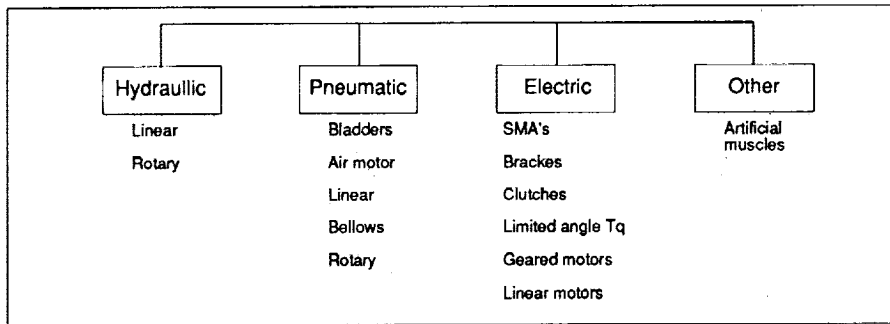 Hydraullic
Linear
Rotary
Pneumatic
Bladders
Air motor
Linear
Bellows
Rotary
Electric
SMA's
Brackes
Clutches
Limited angle Tq
Geared motors
Linear motors
Other
Artificial
muscles